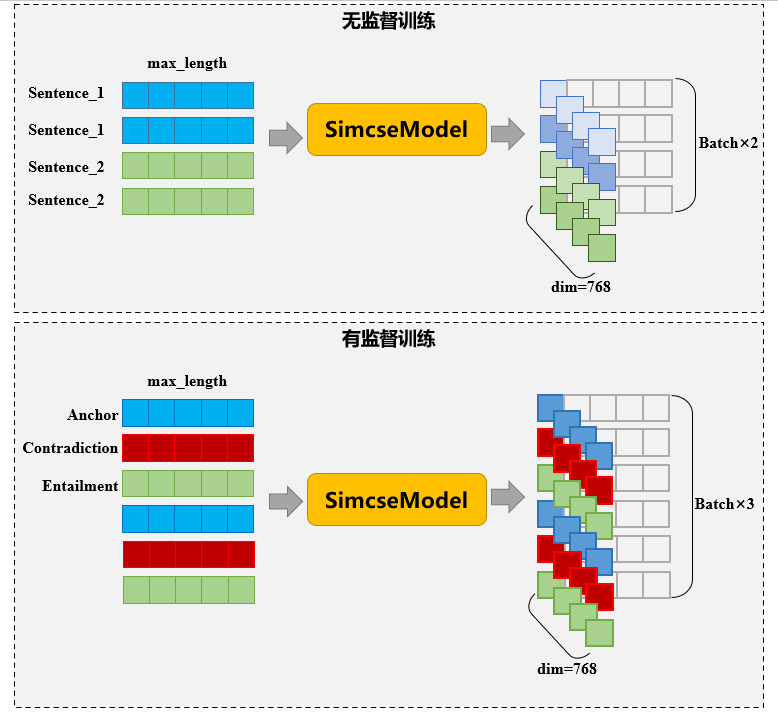 无监督训练
max_length
Sentence_1
Sentence_1
Sentence_2
Sentence_2
SimcseModel
Batch×2
dim=768
有监督训练
max_length
Anchor
Contradiction
Entailment
SimcseModel
Batch×3
dim=768